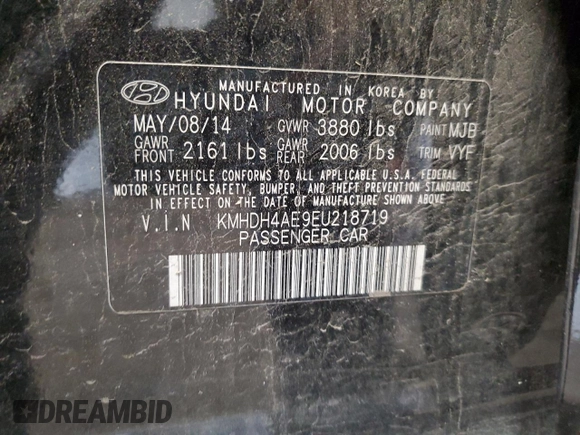 MANUFACTURED IN KOREA BY
HYUNDAI MOTOR COMPANY
MAY/08/14 GVWR 3880 lbs PAINT MJB
GAWR FRONT 2161 lbs GAWR REAR 2006 lbs TRIM VYF
THIS VEHICLE CONFORMS TO ALL APPLICABLE U.S.A. FEDERAL
MOTOR VEHICLE SAFETY, BUMPER, AND THEFT PREVENTION STANDARDS
IN EFFECT ON THE DATE OF MANUFACTURE SHOWN ABOVE.
V.I.N KMHDH4AE9EU218719
PASSENGER CAR
DREAMBID